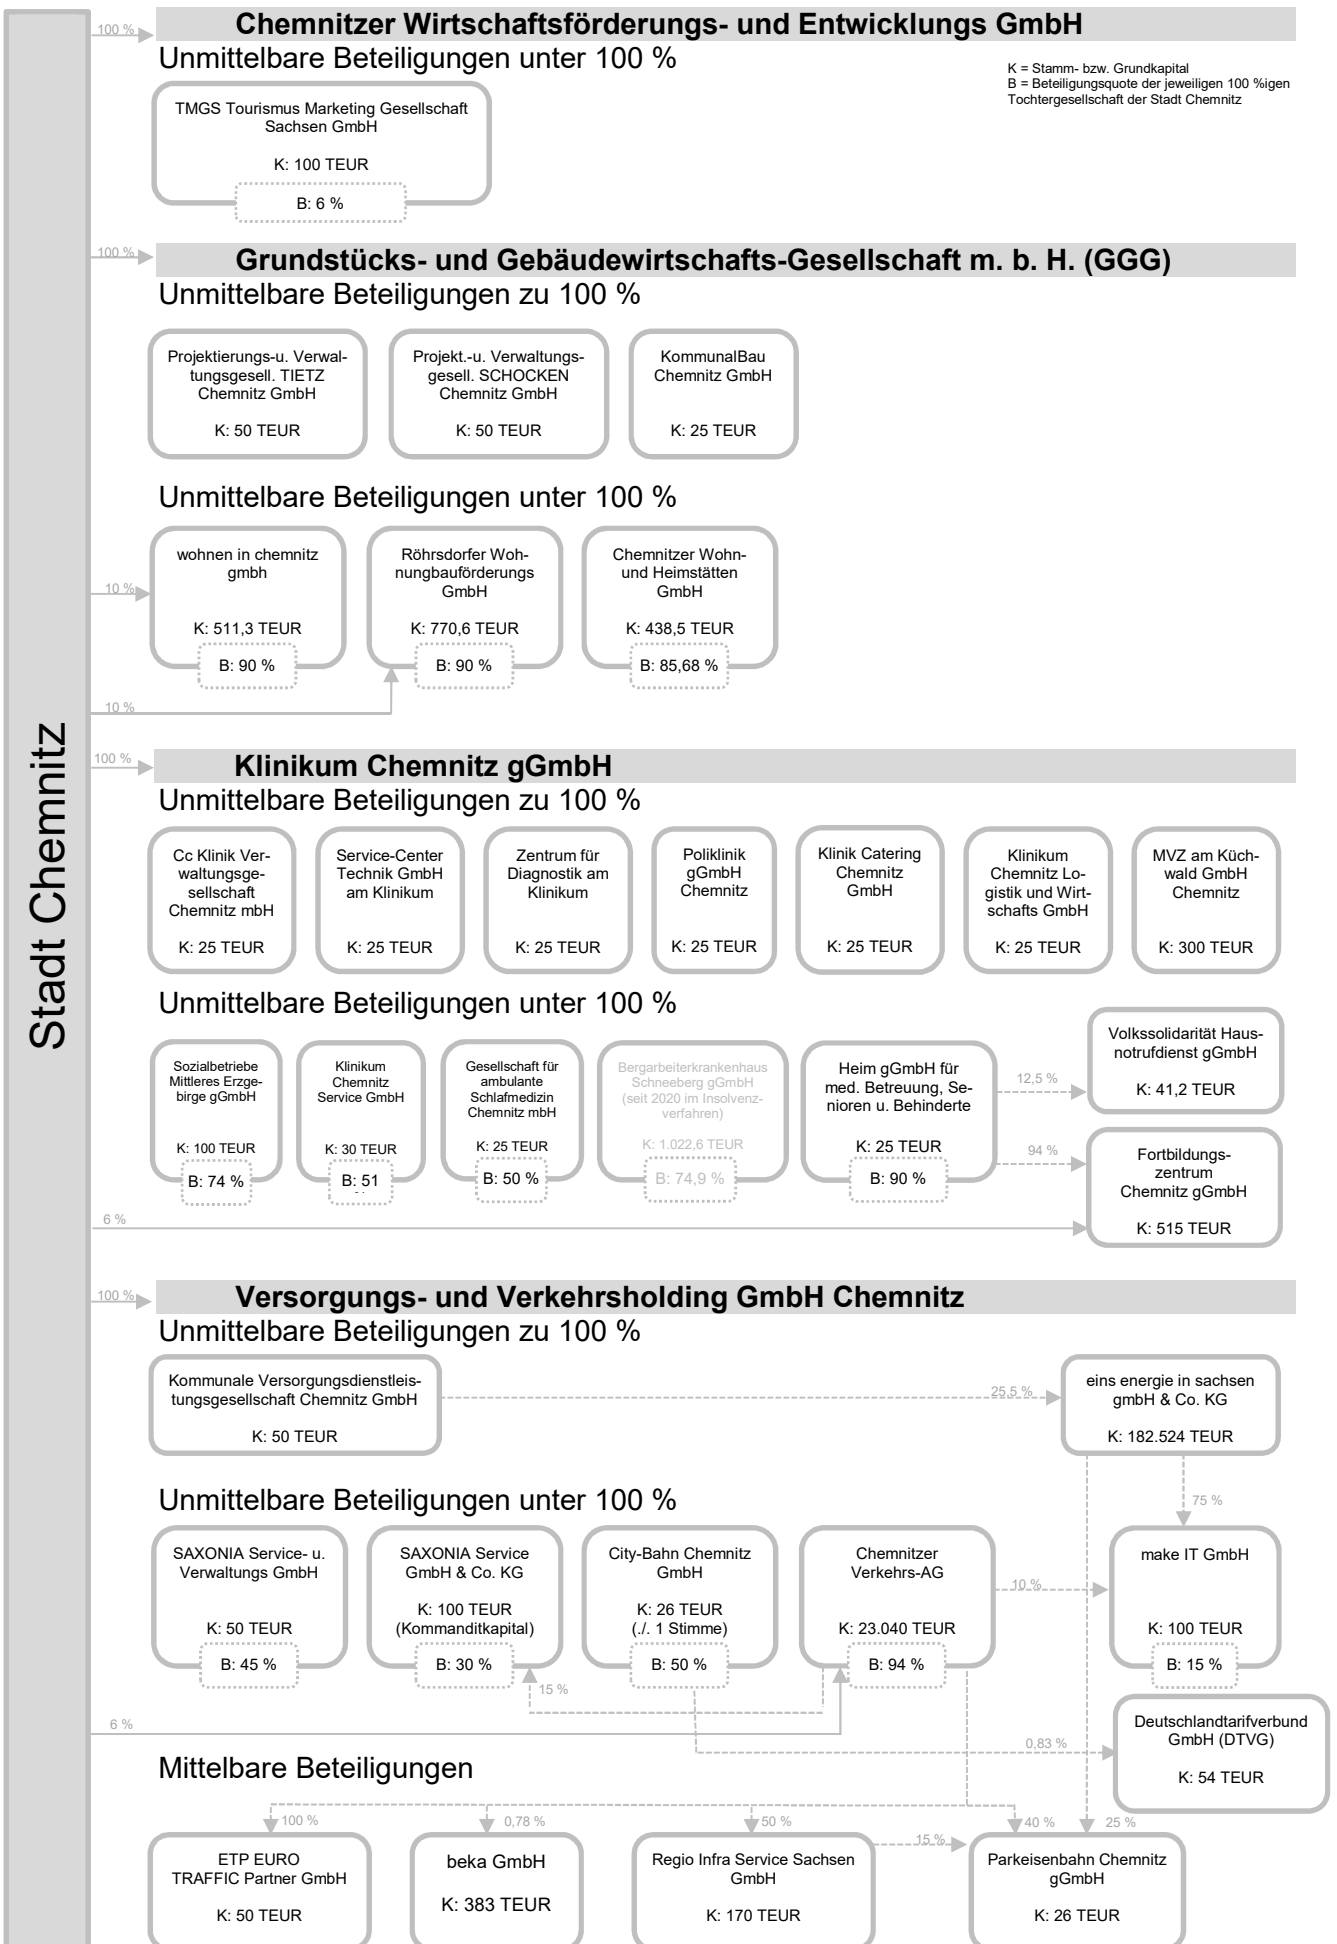 Stadt Chemnitz
100 %
Chemnitzer Wirtschaftsförderungs- und Entwicklungs GmbH
Unmittelbare Beteiligungen unter 100 %
K = Stamm- bzw. Grundkapital
B = Beteiligungsquote der jeweiligen 100 %igen
Tochtergesellschaft der Stadt Chemnitz
TMGS Tourismus Marketing Gesellschaft
Sachsen GmbH
K: 100 TEUR
B: 6 %
100 %
Grundstücks- und Gebäudewirtschafts-Gesellschaft m. b. H. (GGG)
Unmittelbare Beteiligungen zu 100 %
Projektierungs-u. Verwal-
tungsgesell. TIETZ
Chemnitz GmbH
K: 50 TEUR
Projekt.-u. Verwaltungs-
gesell. SCHOCKEN
Chemnitz GmbH
K: 50 TEUR
KommunalBau
Chemnitz GmbH
K: 25 TEUR
Unmittelbare Beteiligungen unter 100 %
10 %
wohnen in chemnitz
gmbh
K: 511,3 TEUR
B: 90 %
Röhrsdorfer Woh-
nungbauförderungs
GmbH
K: 770,6 TEUR
B: 90 %
Chemnitzer Wohn-
und Heimstätten
GmbH
K: 438,5 TEUR
B: 85,68 %
10 %
100 %
Klinikum Chemnitz gGmbH
Unmittelbare Beteiligungen zu 100 %
Cc Klinik Ver-
waltungsge-
sellschaft
Chemnitz mbH
K: 25 TEUR
Service-Center
Technik GmbH
am Klinikum
K: 25 TEUR
Zentrum für
Diagnostik am
Klinikum
K: 25 TEUR
Poliklinik
gGmbH
Chemnitz
K: 25 TEUR
Klinik Catering
Chemnitz
GmbH
K: 25 TEUR
Klinikum
Chemnitz Lo-
gistik und Wirt-
schafts GmbH
K: 25 TEUR
MVZ am Küch-
wald GmbH
Chemnitz
K: 300 TEUR
Unmittelbare Beteiligungen unter 100 %
Sozialbetriebe
Mittleres Erzge-
birge gGmbH
K: 100 TEUR
B: 74 %
Klinikum
Chemnitz
Service GmbH
K: 30 TEUR
B: 51
Gesellschaft für
ambulante
Schlafmedizin
Chemnitz mbH
K: 25 TEUR
B: 50 %
Bergarbeiterkrankenhaus
Schneeberg gGmbH
(seit 2020 im Insolvenz-
verfahren)
K: 1.022,6 TEUR
B: 74,9 %
Heim gGmbH für
med. Betreuung, Se-
nioren u. Behinderte
K: 25 TEUR
B: 90 %
12,5 %
Volkssolidarität Haus-
notrufdienst gGmbH
K: 41,2 TEUR
94 %
Fortbildungs-
zentrum
Chemnitz gGmbH
K: 515 TEUR
6 %
100 %
Versorgungs- und Verkehrsholding GmbH Chemnitz
Unmittelbare Beteiligungen zu 100 %
Kommunale Versorgungsdienstleis-
tungsgesellschaft Chemnitz GmbH
K: 50 TEUR
25,5 %
eins energie in sachsen
gmbH & Co. KG
K: 182.524 TEUR
75 %
Unmittelbare Beteiligungen unter 100 %
SAXONIA Service- u.
Verwaltungs GmbH
K: 50 TEUR
B: 45 %
SAXONIA Service
GmbH & Co. KG
K: 100 TEUR
(Kommanditkapital)
B: 30 %
City-Bahn Chemnitz
GmbH
K: 26 TEUR
(./. 1 Stimme)
B: 50 %
Chemnitzer
Verkehrs-AG
K: 23.040 TEUR
B: 94 %
10 %
make IT GmbH
K: 100 TEUR
B: 15 %
15 %
6 %
0,83 %
Deutschlandtarifverbund
GmbH (DTVG)
K: 54 TEUR
Mittelbare Beteiligungen
100 %
0,78 %
50 %
40 %
25 %
ETP EURO
TRAFFIC Partner GmbH
K: 50 TEUR
beka GmbH
K: 383 TEUR
Regio Infra Service Sachsen
GmbH
K: 170 TEUR
15 %
Parkeisenbahn Chemnitz
gGmbH
K: 26 TEUR